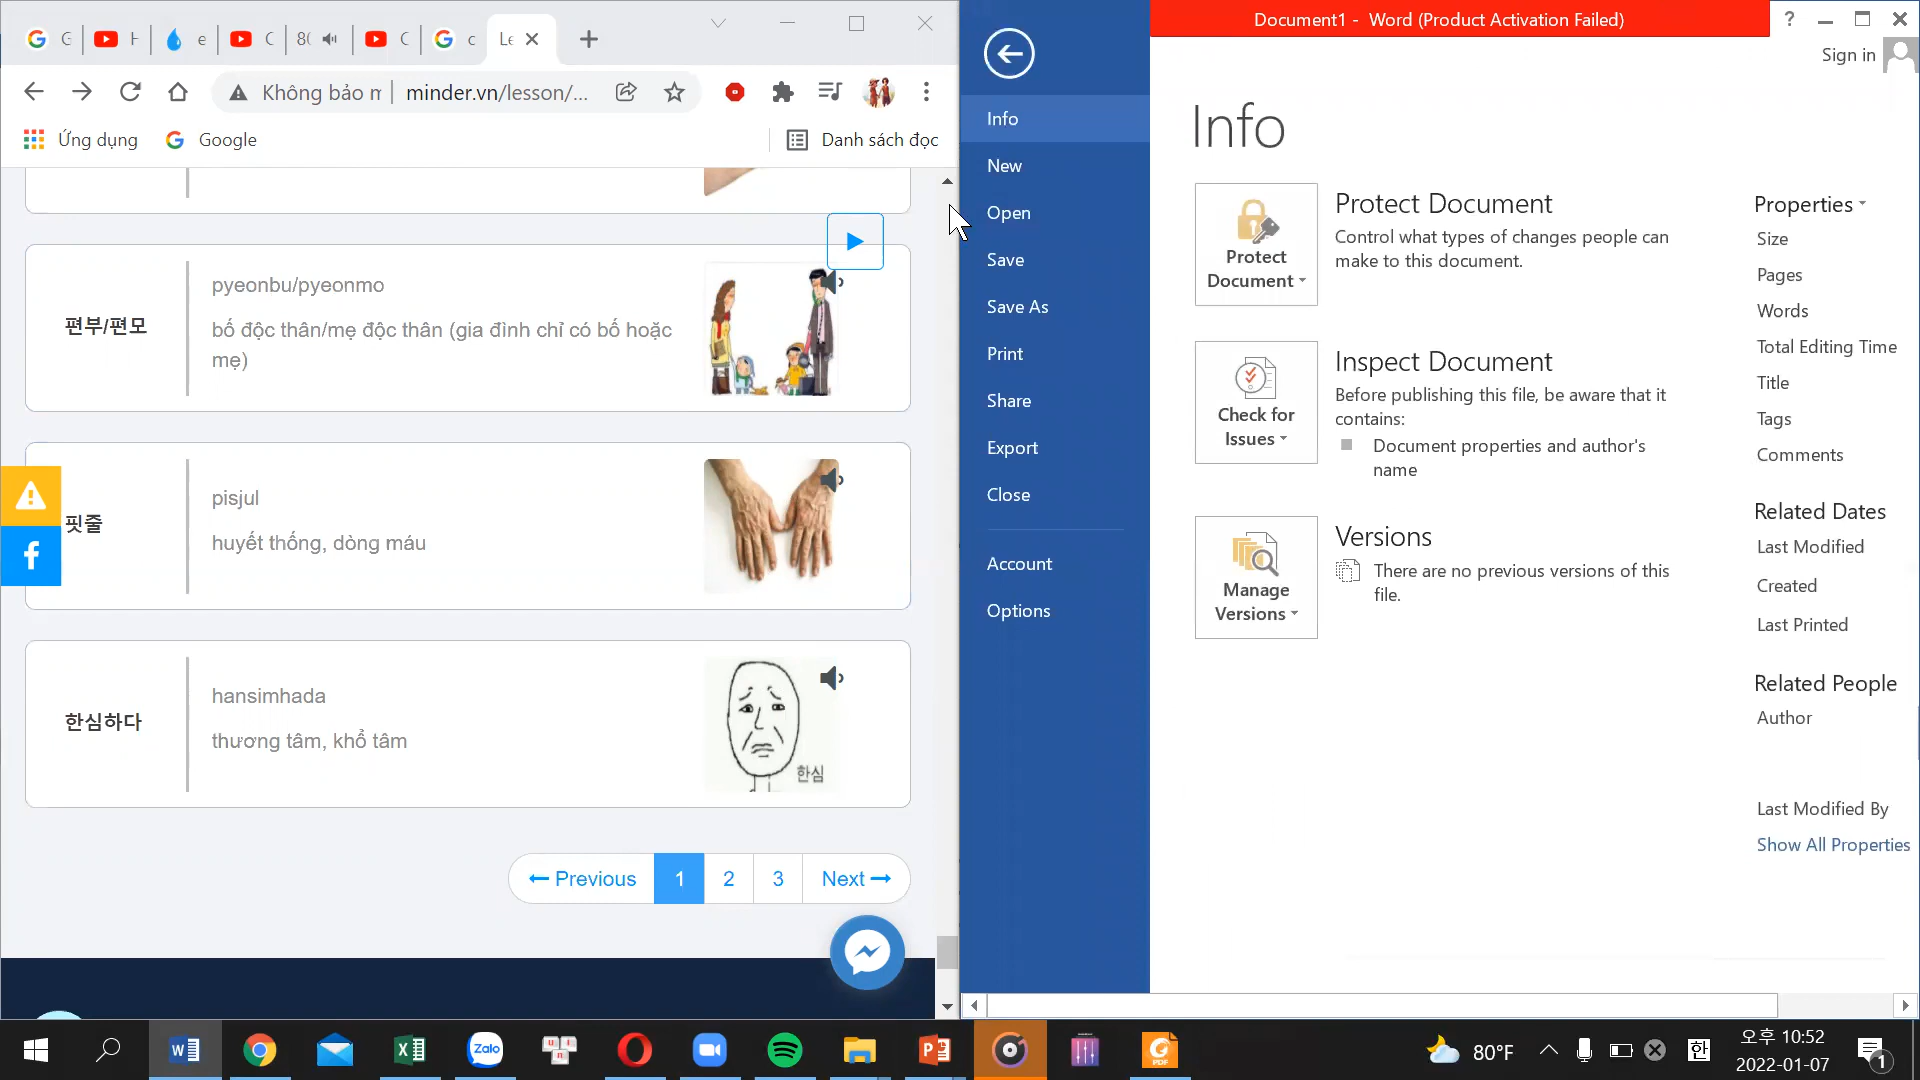 G
H
e
C
80
C
c
Le
Không bảo m
minder.vn/lesson/...
Ứng dụng
Google
Danh sách đọc
편부/편모
pyeonbu/pyeonmo
bố độc thân/mẹ độc thân (gia đình chỉ có bố hoặc
mẹ)
핏줄
pisjul
huyết thống, dòng máu
한심하다
hansimhada
thương tâm, khổ tâm
한심
Previous
1
2
3
Next
Document1 - Word (Product Activation Failed)
?
Sign in
Info
New
Open
Save
Save As
Print
Share
Export
Close
Account
Options
Info
Protect
Document
Protect Document
Control what types of changes people can
make to this document.
Check for
Issues
Inspect Document
Before publishing this file, be aware that it
contains:
Document properties and author's
name
Manage
Versions
Versions
There are no previous versions of this
file.
Properties
Size
Pages
Words
Total Editing Time
Title
Tags
Comments
Related Dates
Last Modified
Created
Last Printed
Related People
Author
Last Modified By
Show All Properties
Zalo
80°F
한
오후 10:52
2022-01-07
1